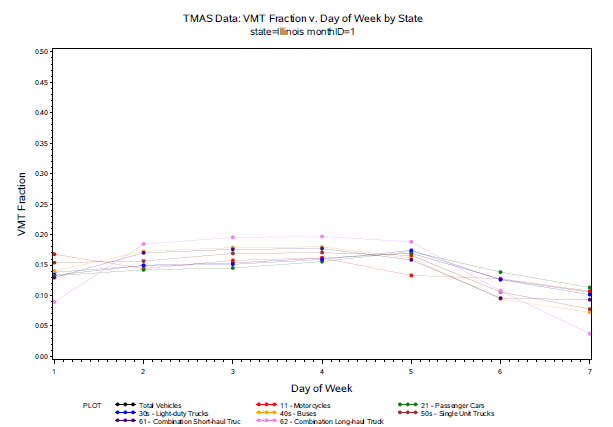 TMAS Data: VMT Fraction v. Day of Week by State
state=Illinois monthID=1
0.50
0.45
0.40
0.35
0.30
0.25
0.20
0.15
0.10
0.05
0.00
VMT Fraction
1 2 3 4 5 6 7
Day of Week
PLOT Total Vehicles 11 - Motorcycles 21 - Passenger Cars
30s - Light-duty Trucks 40s - Buses 50s - Single Unit Trucks
61 - Combination Short-haul Truc 62 - Combination Long-haul Truck